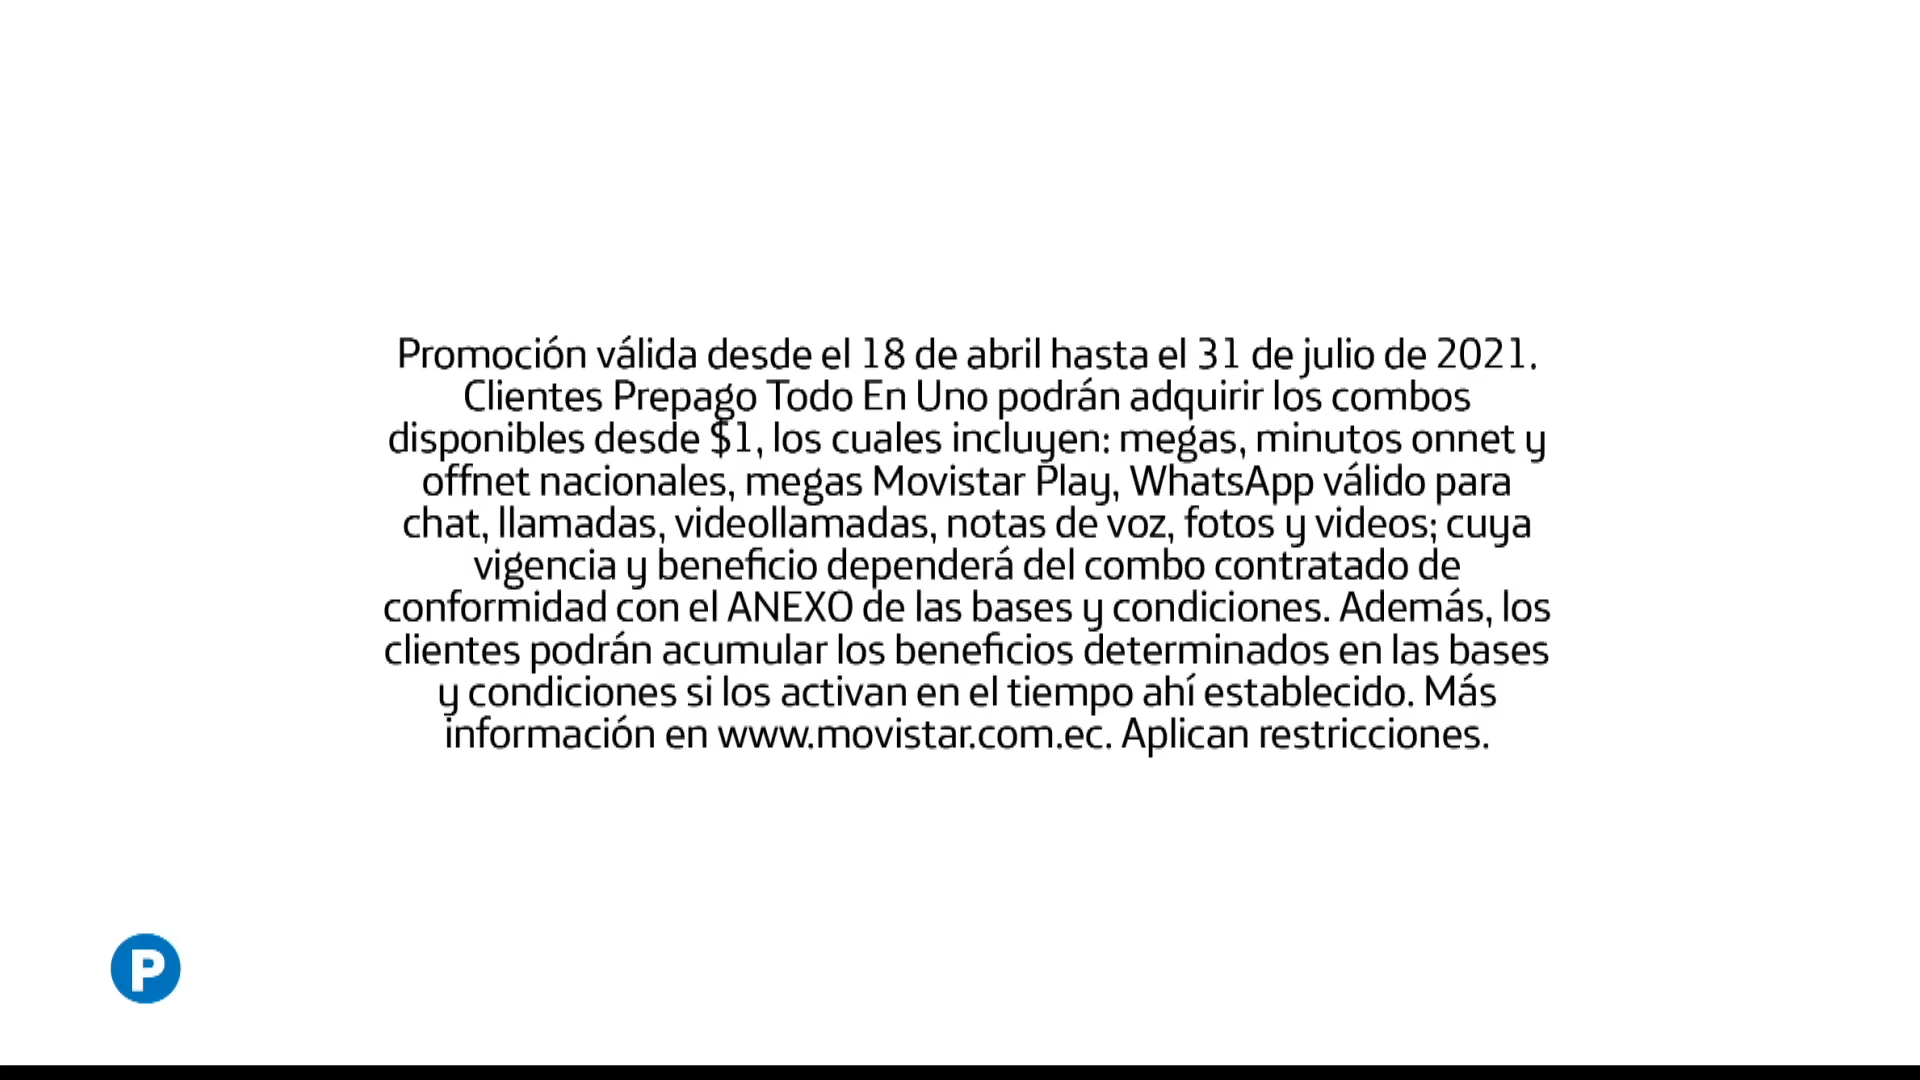 Promoción válida desde el 18 de abril hasta el 31 de julio de 2021.
Clientes Prepago Todo En Uno podrán adquirir los combos
disponibles desde $1, los cuales incluyen: megas, minutos onnet y
offnet nacionales, megas Movistar Play, WhatsApp válido para
chat, llamadas, videollamadas, notas de voz, fotos y videos; cuya
vigencia y beneficio dependerá del combo contratado de
conformidad con el ANEXO de las bases y condiciones. Además, los
clientes podrán acumular los beneficios determinados en las bases
y condiciones si los activan en el tiempo ahí establecido. Más
información en www.movistar.com.ec. Aplican restricciones.
P